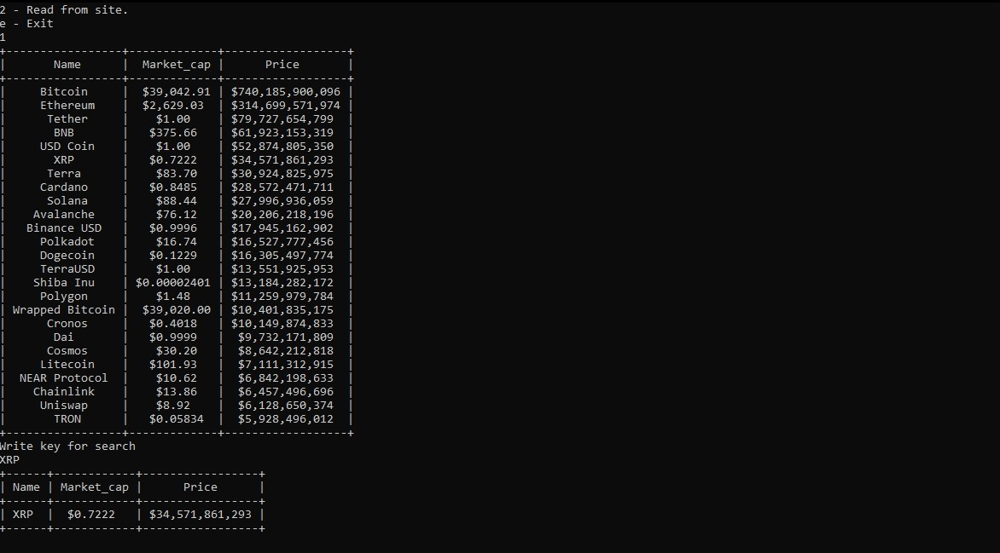 2 - Read from site.
e - Exit
1
+-----------------+-------------+------------------+
|       Name      |  Market_cap |      Price       |
+-----------------+-------------+------------------+
|     Bitcoin     |  $39,042.91 | $740,185,900,096 |
|     Ethereum    |  $2,629.03  | $314,699,571,974 |
|      Tether     |    $1.00    | $79,727,654,799  |
|       BNB       |   $375.66   | $61,923,153,319  |
|     USD Coin    |    $1.00    | $52,874,805,350  |
|       XRP       |   $0.7222   | $34,571,861,293  |
|      Terra      |    $83.70   | $30,924,825,975  |
|     Cardano     |   $0.8485   | $28,572,471,711  |
|      Solana     |    $88.44   | $27,996,936,059  |
|    Avalanche    |    $76.12   | $20,206,218,196  |
|   Binance USD   |   $0.9996   | $17,945,162,902  |
|     Polkadot    |    $16.74   | $16,527,777,456  |
|     Dogecoin    |   $0.1229   | $16,305,497,774  |
|     TerraUSD    |    $1.00    | $13,551,925,953  |
|    Shiba Inu    | $0.00002401 | $13,184,282,172  |
|     Polygon     |    $1.48    | $11,259,979,784  |
| Wrapped Bitcoin |  $39,020.00 | $10,401,835,175  |
|      Cronos     |   $0.4018   | $10,149,874,833  |
|       Dai       |   $0.9999   |  $9,732,171,809  |
|      Cosmos     |    $30.20   |  $8,642,212,818  |
|     Litecoin    |   $101.93   |  $7,111,312,915  |
|  NEAR Protocol  |    $10.62   |  $6,842,198,633  |
|    Chainlink    |    $13.86   |  $6,457,496,696  |
|     Uniswap     |    $8.92    |  $6,128,650,374  |
|       TRON      |   $0.05834  |  $5,928,496,012  |
+-----------------+-------------+------------------+
Write key for search
XRP
+------+------------+-----------------+
| Name | Market_cap |      Price      |
+------+------------+-----------------+
| XRP  |  $0.7222   | $34,571,861,293 |
+------+------------+-----------------+